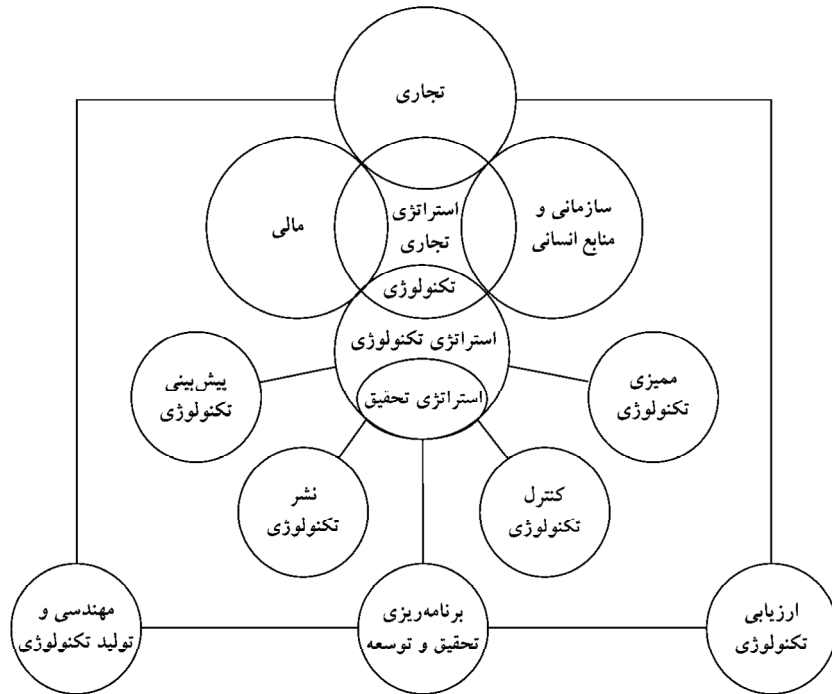 تجاری
سازمانی و
منابع انسانی
استراتژی
تجاری
مالی
تکنولوژی
استراتژی تکنولوژی
استراتژی تحقیق
ممیزی
تکنولوژی
پیش‌بینی
تکنولوژی
کنترل
تکنولوژی
نشر
تکنولوژی
ارزیابی
تکنولوژی
برنامه‌ریزی
تحقیق و توسعه
مهندسی و
تولید تکنولوژی